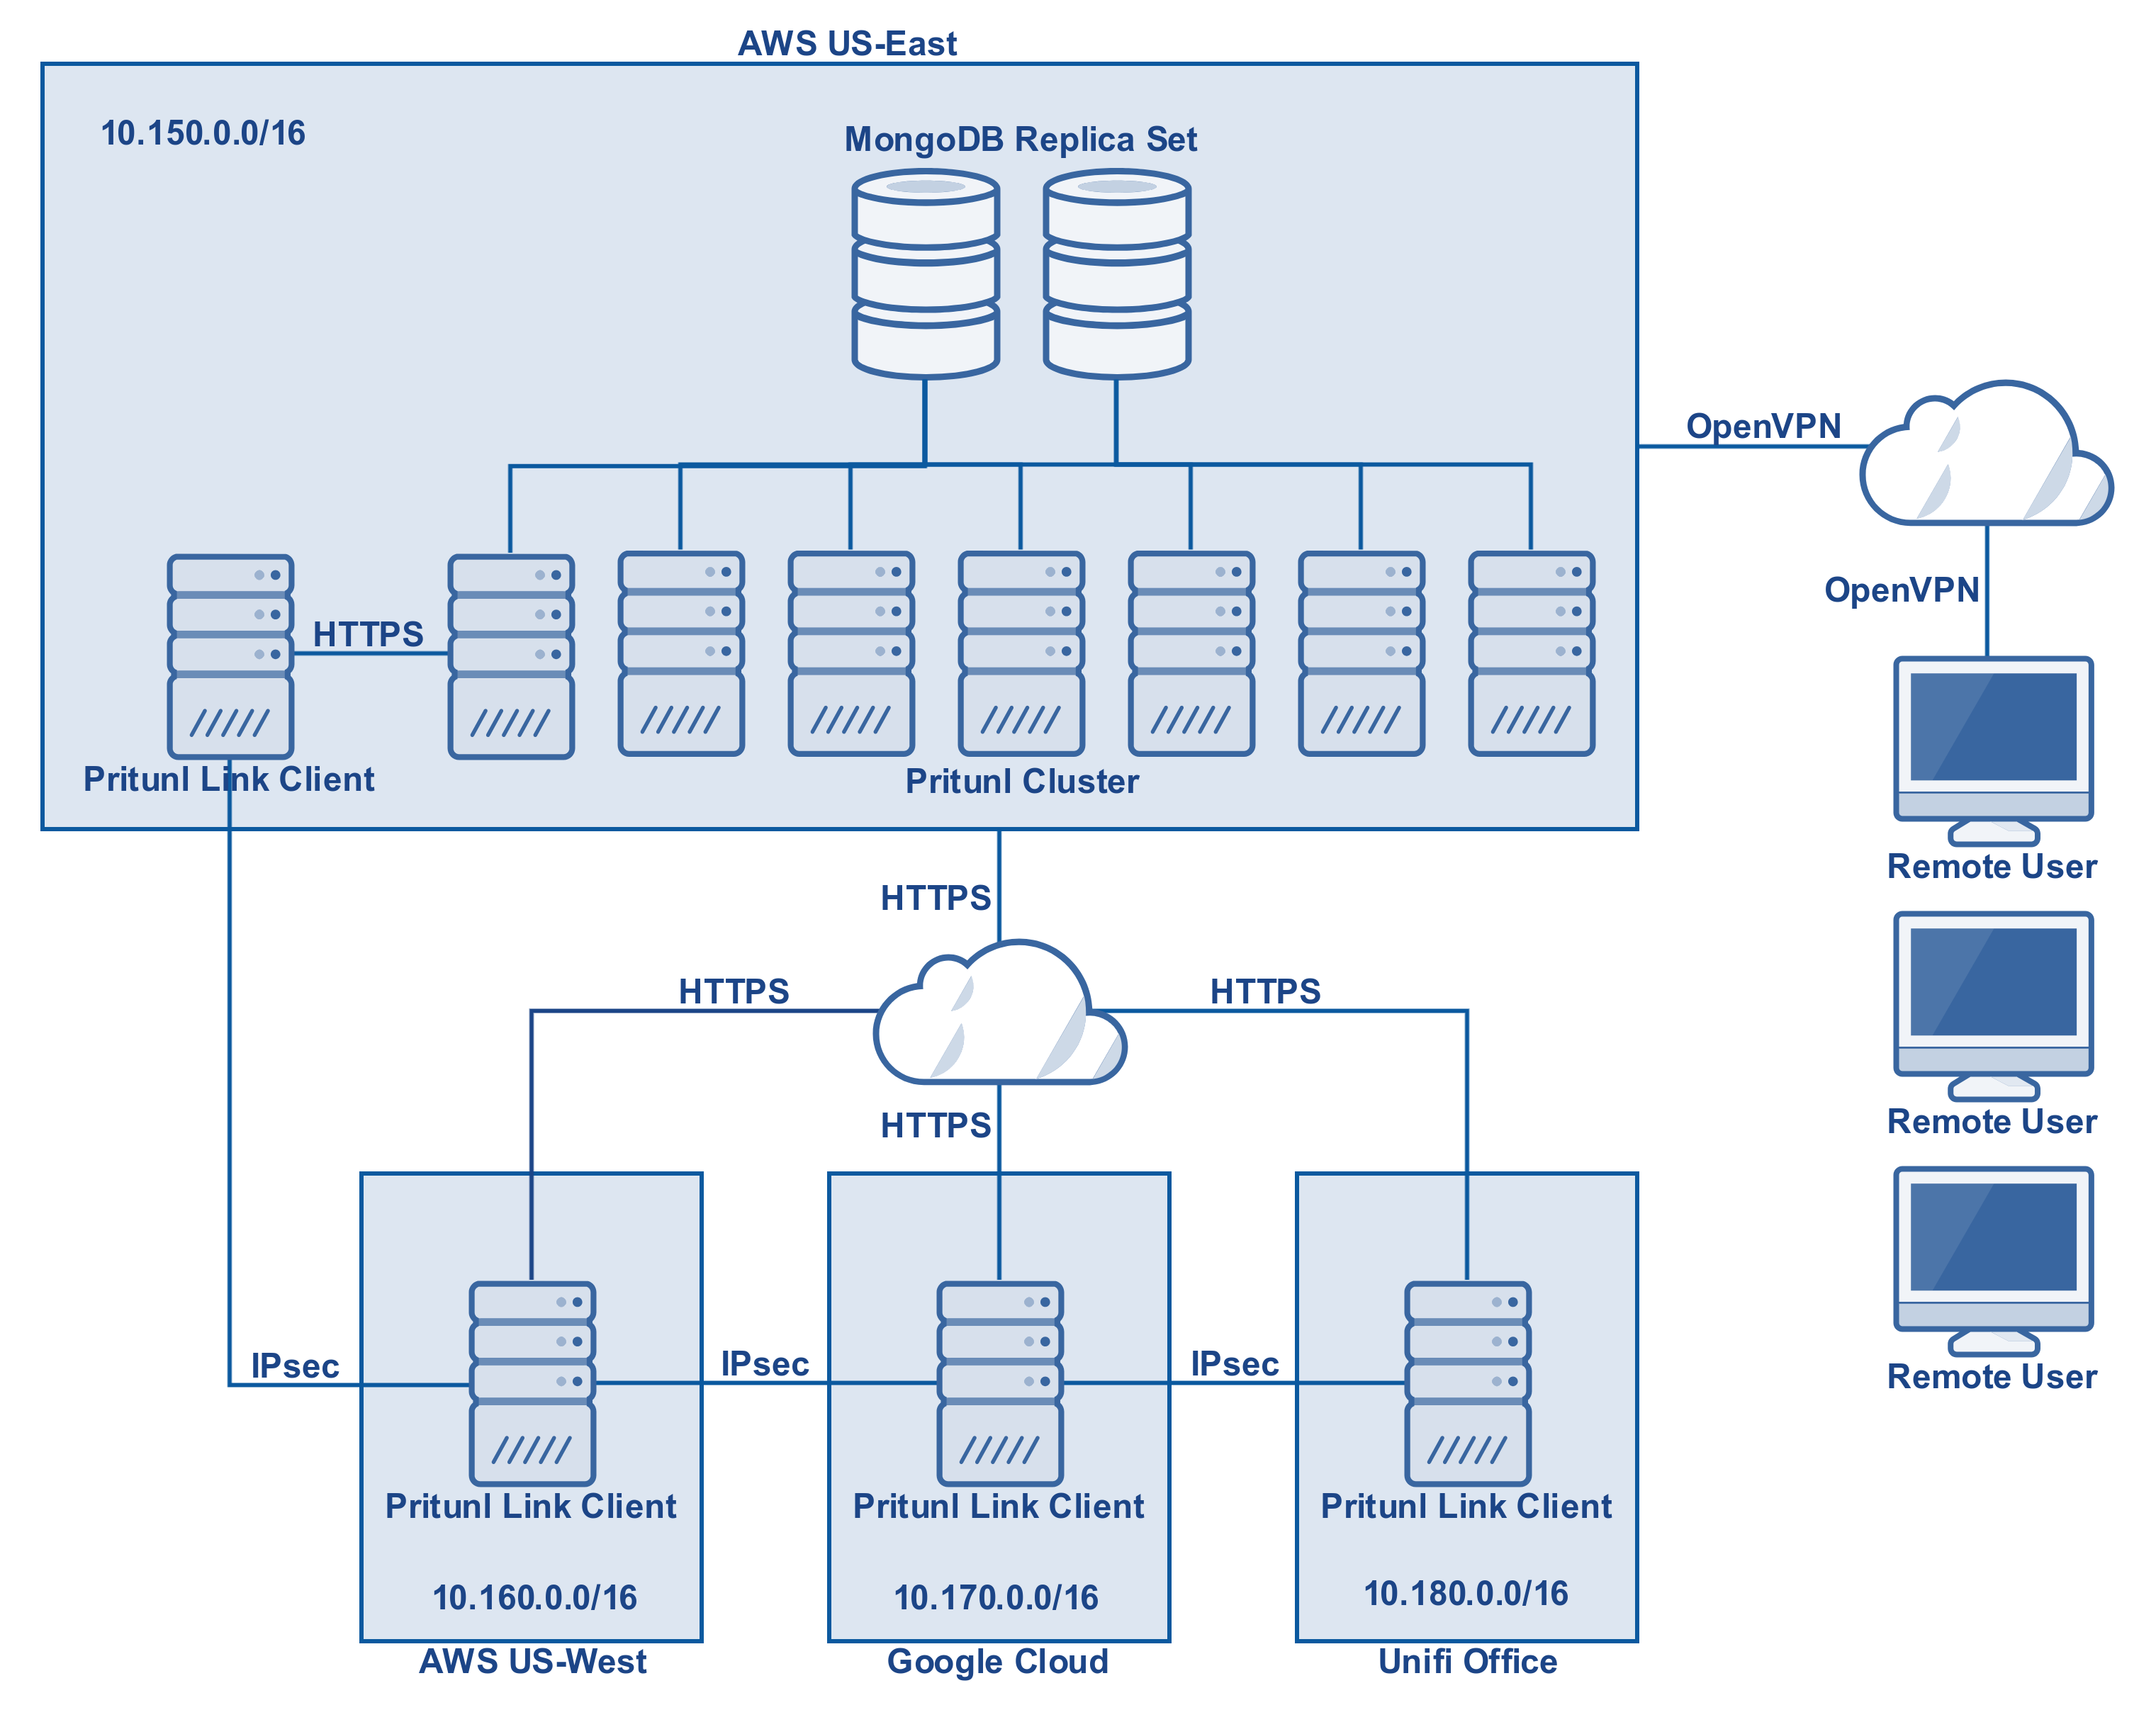 AWS US-East
10.150.0.0/16
MongoDB Replica Set
OpenVPN
OpenVPN
HTTPS
Pritunl Link Client
Pritunl Cluster
Remote User
HTTPS
HTTPS
HTTPS
HTTPS
Remote User
IPsec
IPsec
IPsec
Remote User
Pritunl Link Client
Pritunl Link Client
Pritunl Link Client
10.160.0.0/16
10.170.0.0/16
10.180.0.0/16
AWS US-West
Google Cloud
Unifi Office